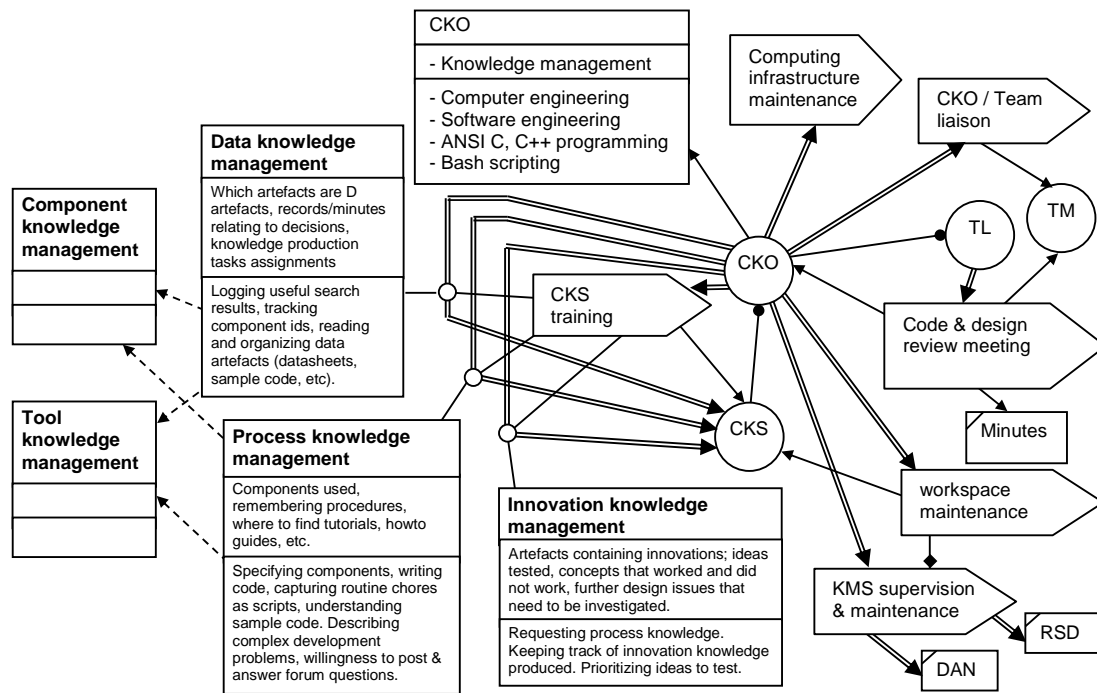 CKO
- Knowledge management
- Computer engineering
- Software engineering
- ANSI C, C++ programming
- Bash scripting
Computing
infrastructure
maintenance
CKO / Team
liaison
Data knowledge
management
Which artefacts are D
artefacts, records/minutes
relating to decisions,
knowledge production
tasks assignments
Logging useful search
results, tracking
component ids, reading
and organizing data
artefacts (datasheets,
sample code, etc).
Component
knowledge
management
Tool
knowledge
management
TL
TM
CKO
CKS
training
Code & design
review meeting
CKS
Minutes
Process knowledge
management
Components used,
remembering procedures,
where to find tutorials, howto
guides, etc.
Specifying components, writing
code, capturing routine chores
as scripts, understanding
sample code. Describing
complex development
problems, willingness to post &
answer forum questions.
Innovation knowledge
management
Artefacts containing innovations; ideas
tested, concepts that worked and did
not work, further design issues that
need to be investigated.
Requesting process knowledge.
Keeping track of innovation knowledge
produced. Prioritizing ideas to test.
workspace
maintenance
KMS supervision
& maintenance
RSD
DAN